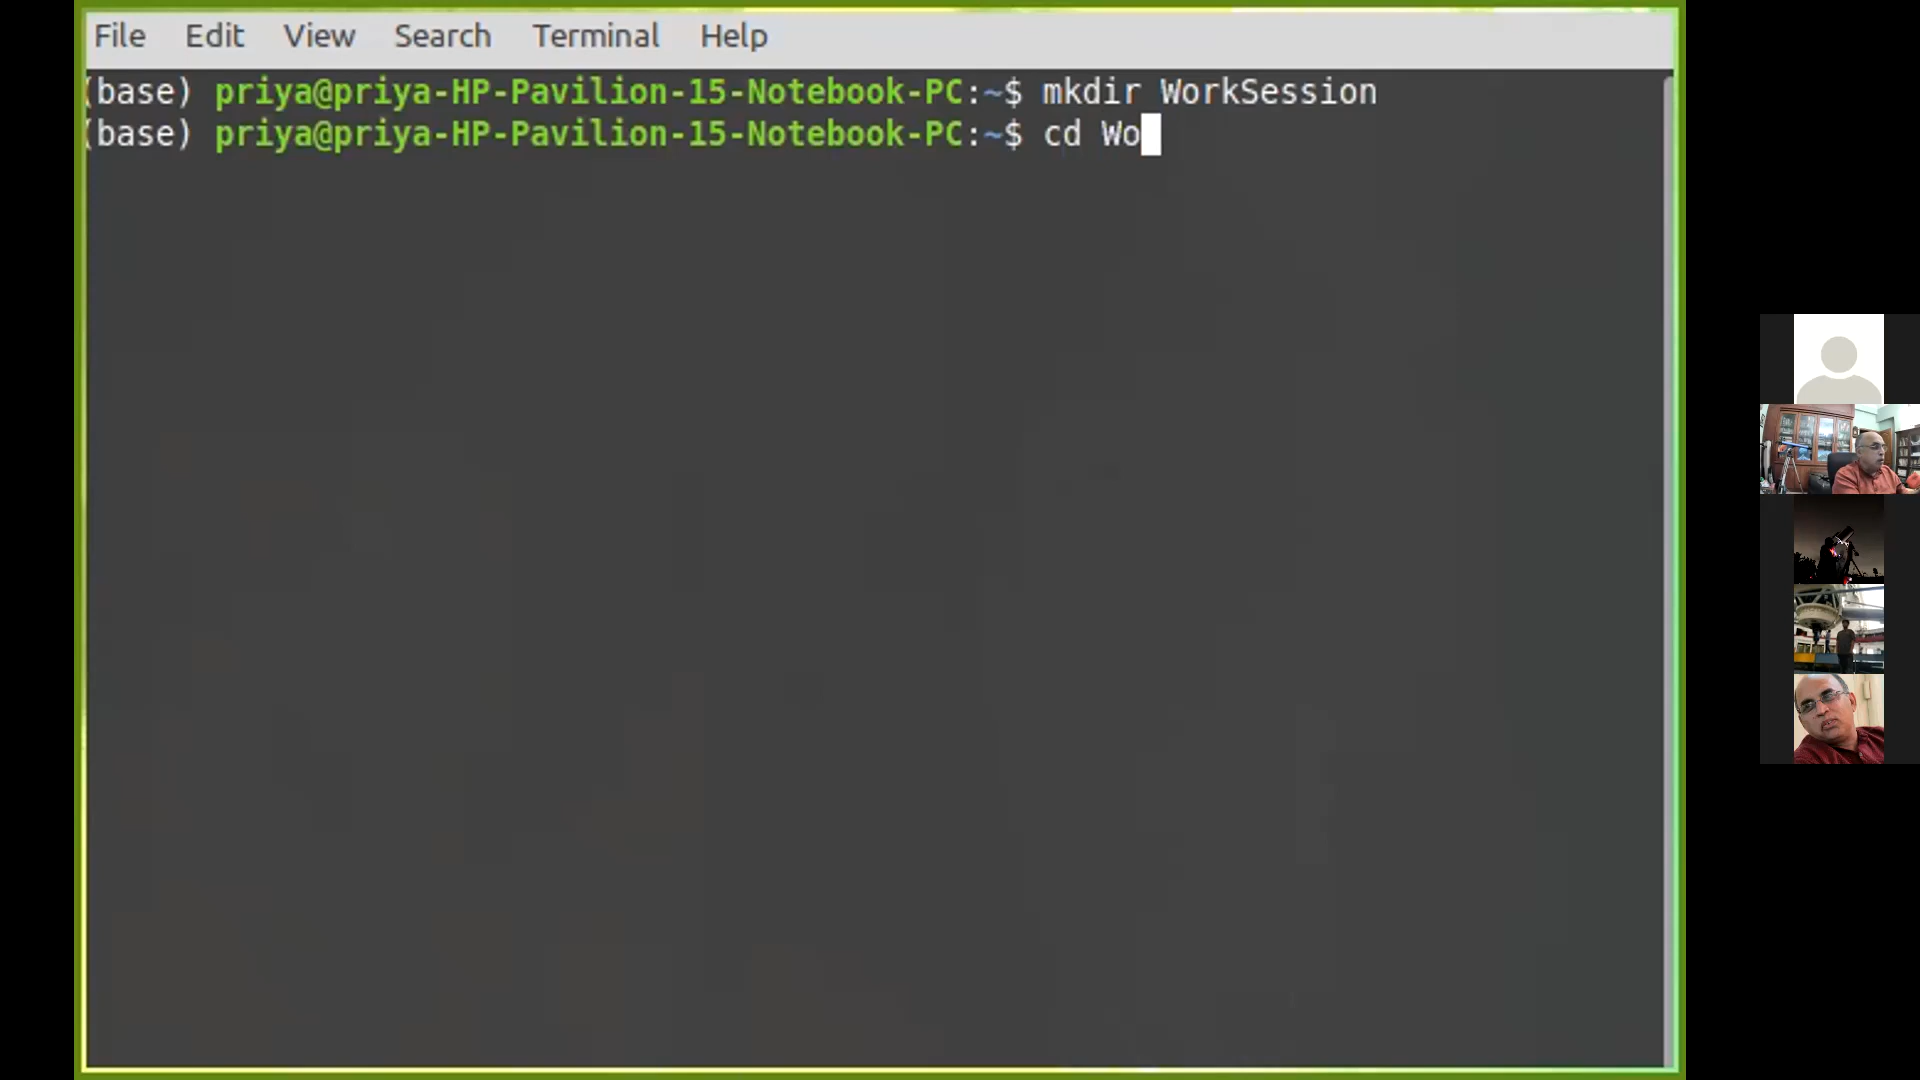 File Edit View Search Terminal Help
(base) priya@priya-HP-Pavilion-15-Notebook-PC:~$ mkdir WorkSession
(base) priya@priya-HP-Pavilion-15-Notebook-PC:~$ cd Wo